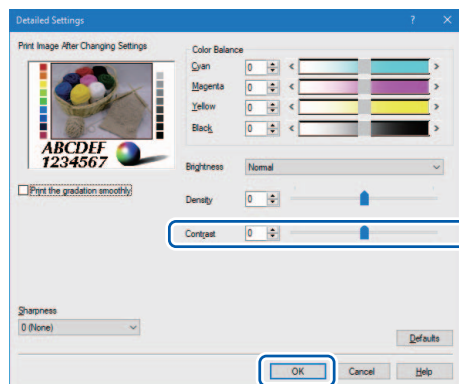 Detailed Settings ? ×
Print Image After Changing Settings
ABCDEF
1234567
Print the gradation smoothly
Sharpness
0 (None)
Color Balance
Cyan 0 < >
Magenta 0 < >
Yellow 0 < >
Black 0 < >
Brightness Normal
Density 0
Contrast 0
Defaults
OK Cancel Help